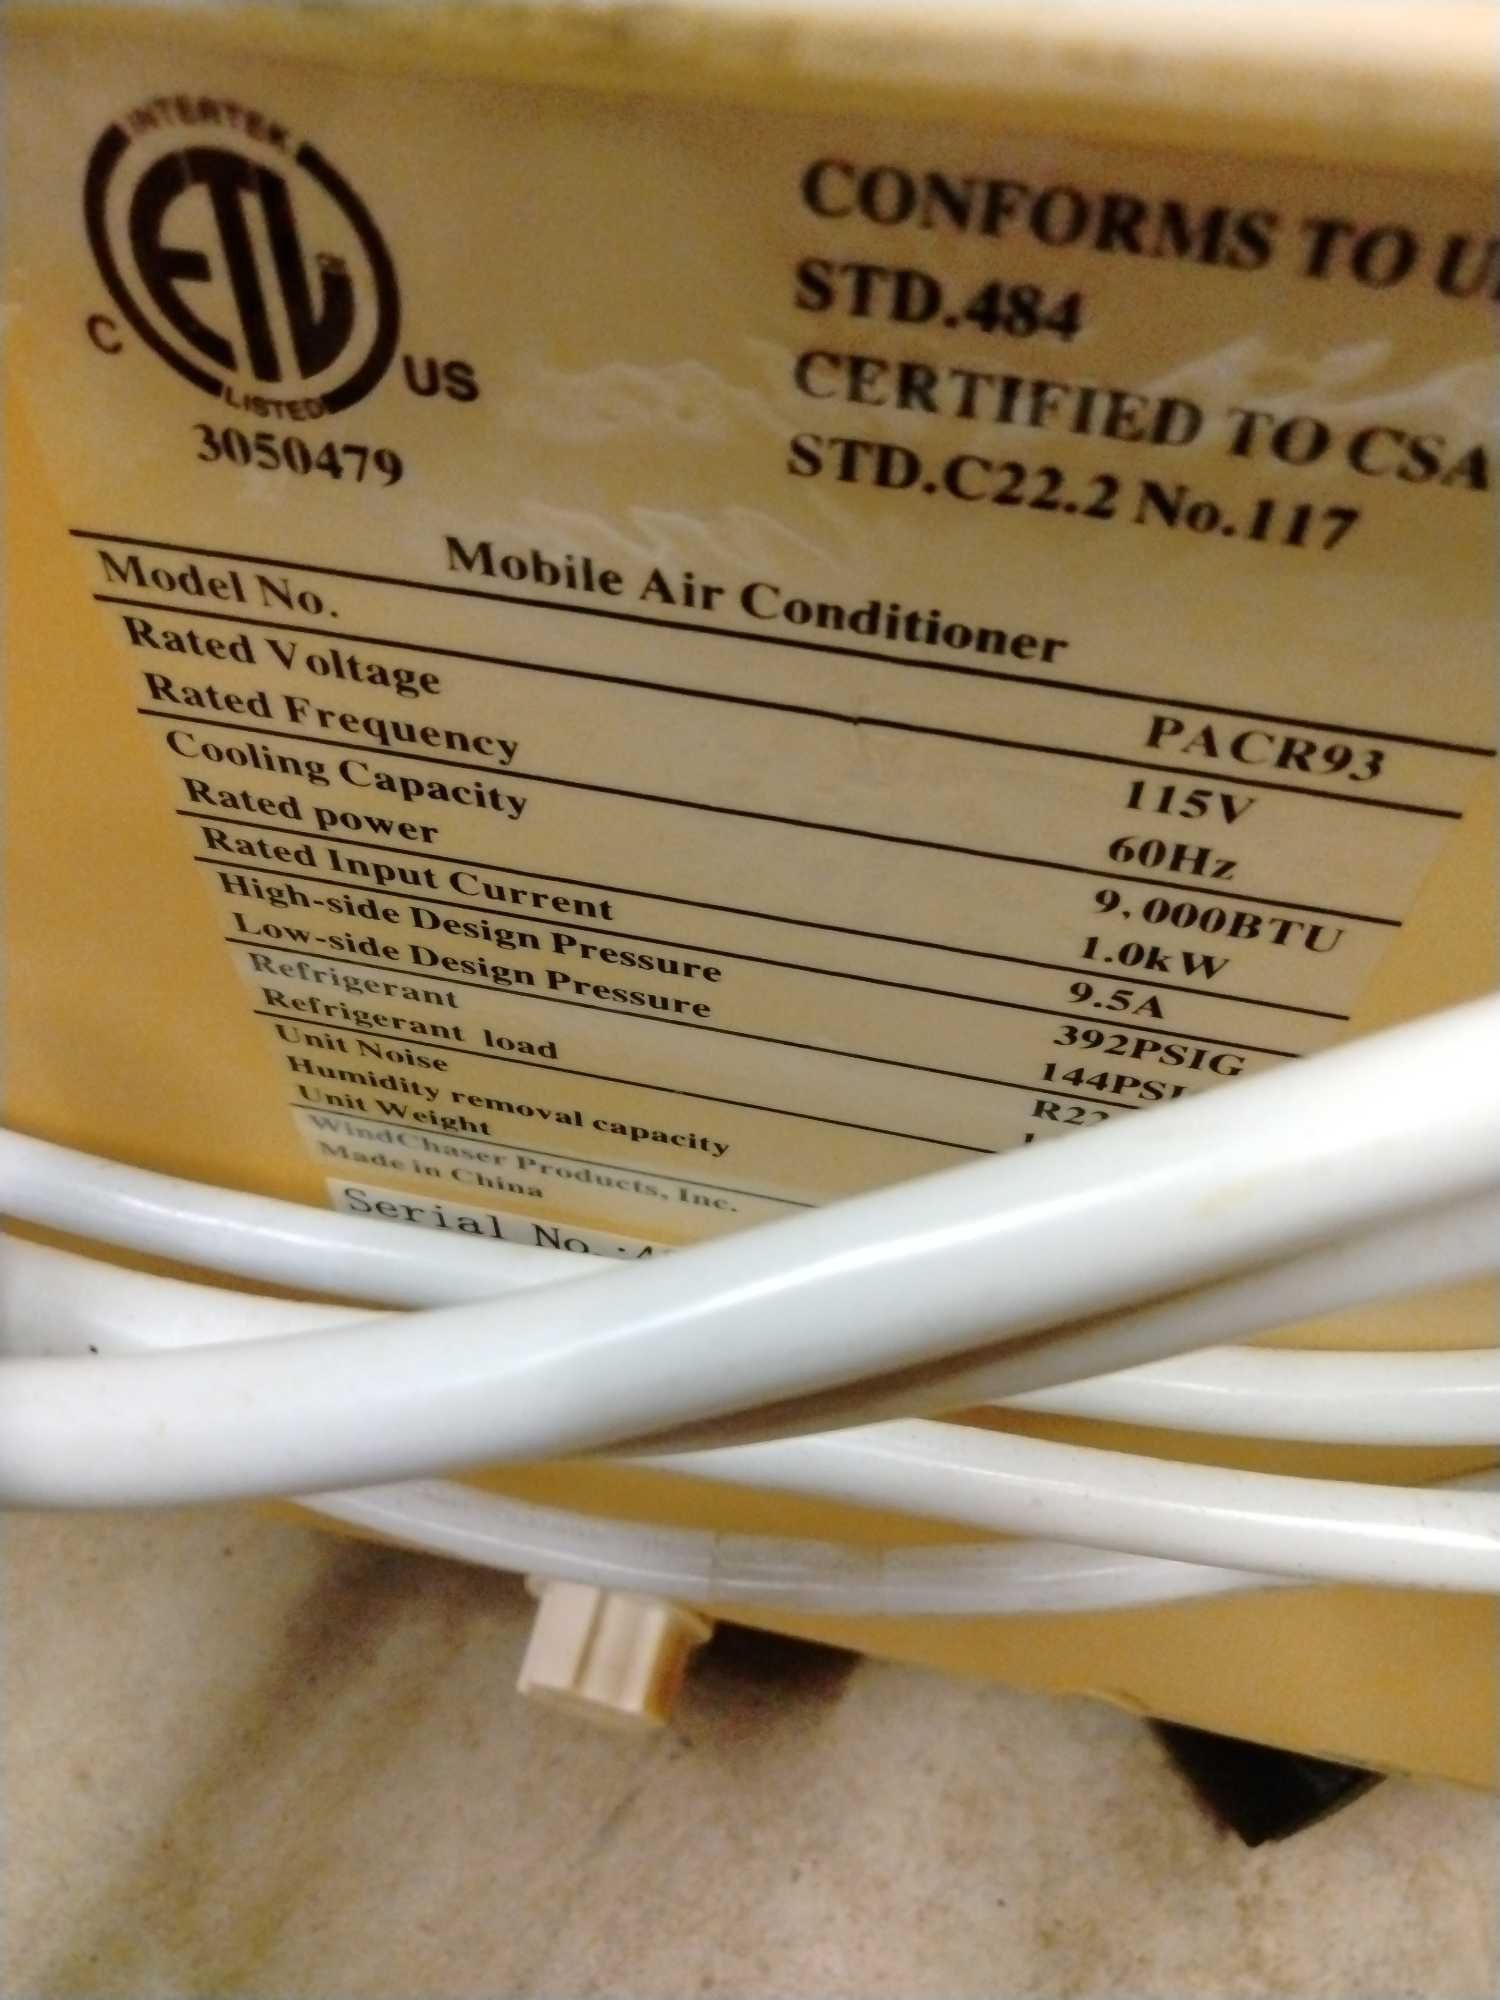 INTERTEK
ETL
CM
LISTED
C US
3050479
CONFORMS TO
STD.484
CERTIFIED TO CSA
STD.C22.2 No.117
Mobile Air Conditioner
Model No. PACR93
Rated Voltage 115V
Rated Frequency 60Hz
Cooling Capacity 9,000BTU
Rated power 1.0kW
Rated Input Current 9.5A
High-side Design Pressure 392PSIG
Low-side Design Pressure 144PSI
Refrigerant R22
Refrigerant load
Unit Noise
Humidity removal capacity
Unit Weight
WindChaser Products, Inc.
Made in China
Serial No.: